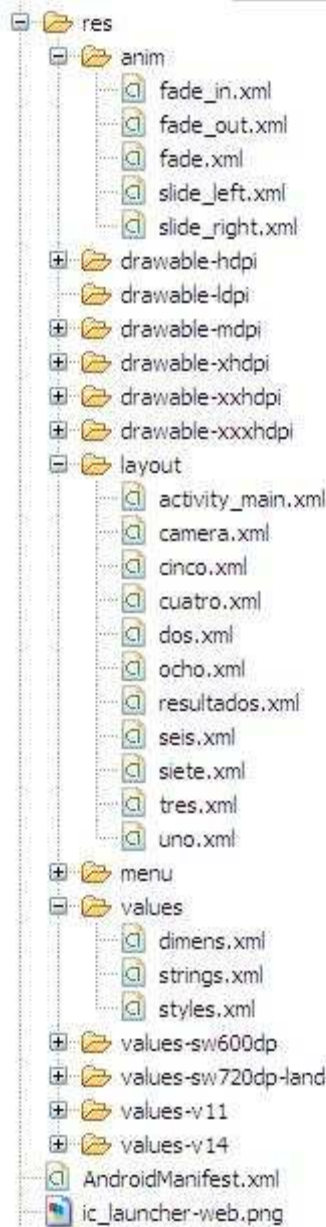 res
anim
fade_in.xml
fade_out.xml
fade.xml
slide_left.xml
slide_right.xml
drawable-hdpi
drawable-ldpi
drawable-mdpi
drawable-xhdpi
drawable-xxhdpi
drawable-xxxhdpi
layout
activity_main.xml
camera.xml
cinco.xml
cuatro.xml
dos.xml
ocho.xml
resultados.xml
seis.xml
siete.xml
tres.xml
uno.xml
menu
values
dimens.xml
strings.xml
styles.xml
values-sw600dp
values-sw720dp-land
values-v11
values-v14
AndroidManifest.xml
ic_launcher-web.png